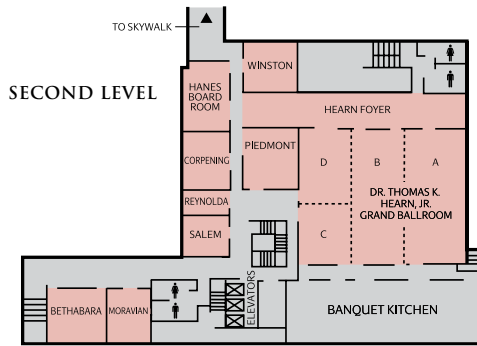 TO SKYWALK
SECOND LEVEL
WINSTON
HANES
BOARD
ROOM
HEARN FOYER
CORPENING
PIEDMONT
D
B
A
REYNOLDA
DR. THOMAS K.
HEARN, JR.
GRAND BALLROOM
SALEM
C
ELEVATORS
BETHABARA
MORAVIAN
BANQUET KITCHEN